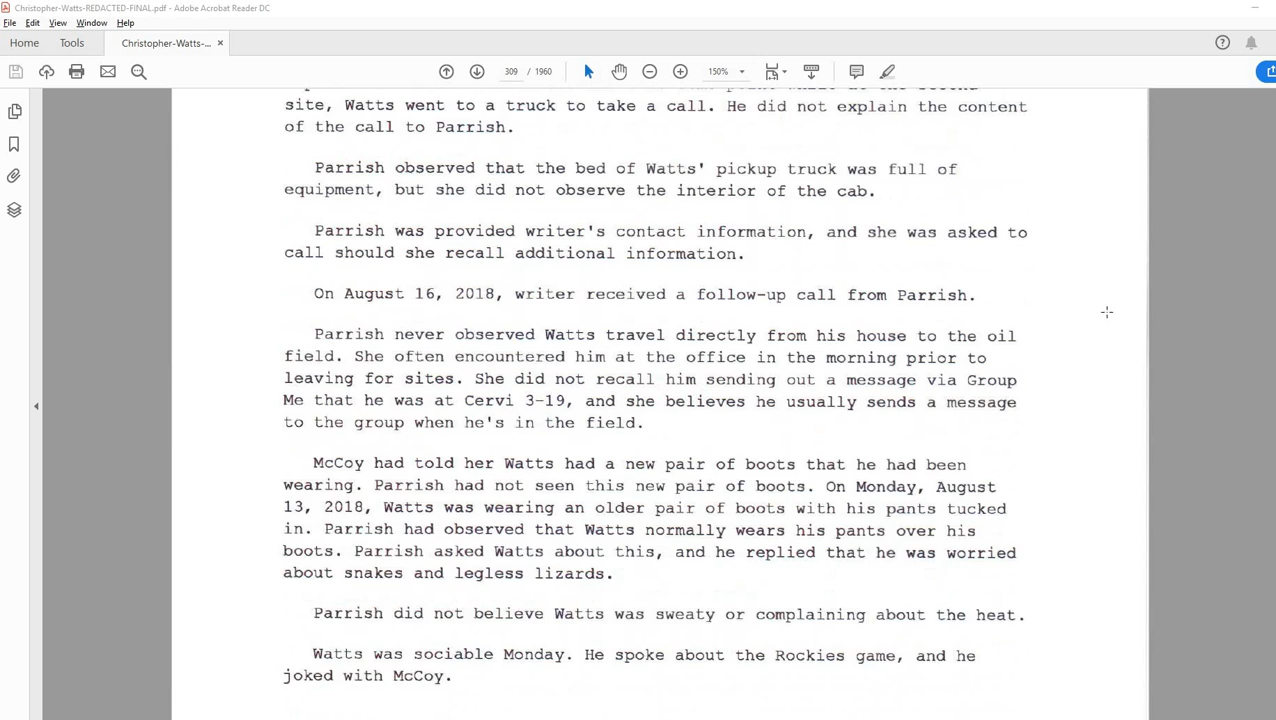 Christopher-Watts-REDACTED-FINAL.pdf - Adobe Acrobat Reader DC
File Edit View Window Help
Home Tools Christopher-Watts-... ×
309 / 1960 150%
site, Watts went to a truck to take a call. He did not explain the content
of the call to Parrish.
Parrish observed that the bed of Watts' pickup truck was full of
equipment, but she did not observe the interior of the cab.
Parrish was provided writer's contact information, and she was asked to
call should she recall additional information.
On August 16, 2018, writer received a follow-up call from Parrish.
Parrish never observed Watts travel directly from his house to the oil
field. She often encountered him at the office in the morning prior to
leaving for sites. She did not recall him sending out a message via Group
Me that he was at Cervi 3-19, and she believes he usually sends a message
to the group when he's in the field.
McCoy had told her Watts had a new pair of boots that he had been
wearing. Parrish had not seen this new pair of boots. On Monday, August
13, 2018, Watts was wearing an older pair of boots with his pants tucked
in. Parrish had observed that Watts normally wears his pants over his
boots. Parrish asked Watts about this, and he replied that he was worried
about snakes and legless lizards.
Parrish did not believe Watts was sweaty or complaining about the heat.
Watts was sociable Monday. He spoke about the Rockies game, and he
joked with McCoy.